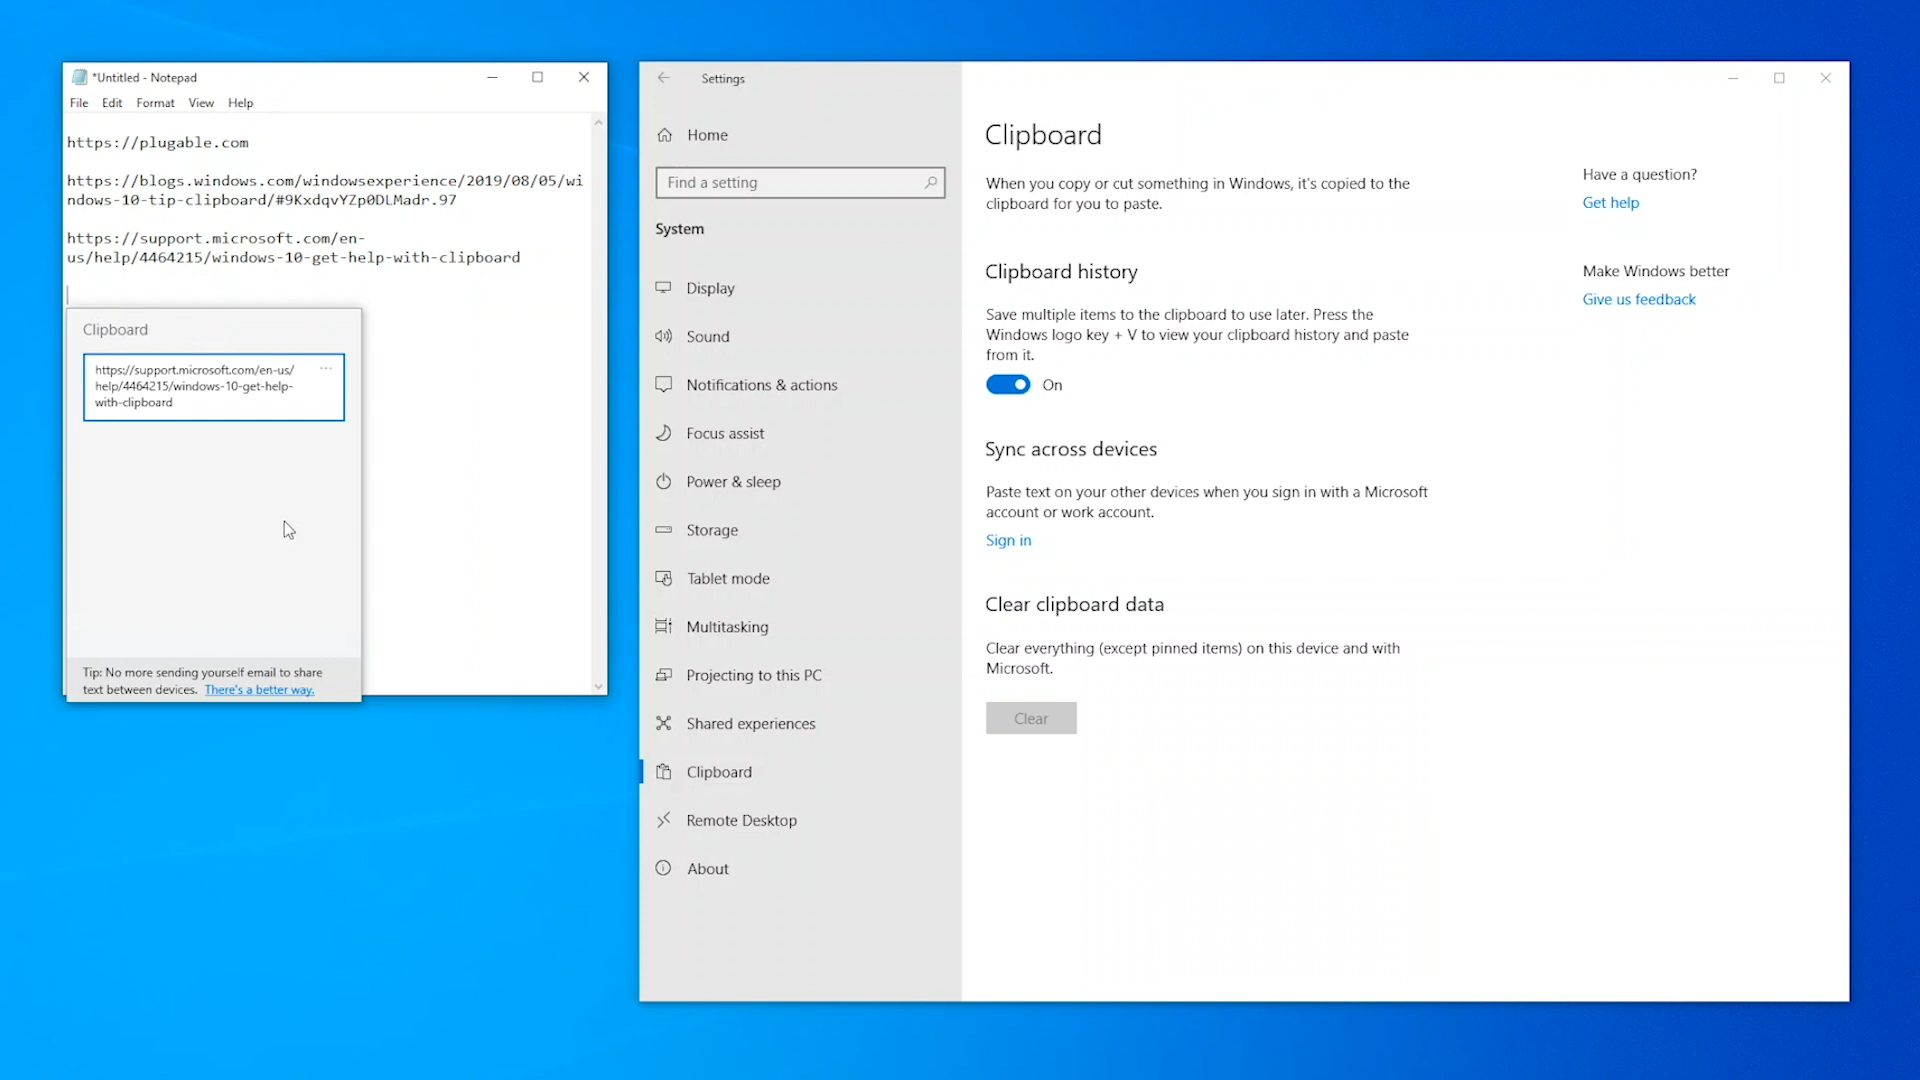 *Untitled - Notepad
File Edit Format View Help
https://plugable.com
https://blogs.windows.com/windowsexperience/2019/08/05/wi
ndows-10-tip-clipboard/#9KxdqvYZp0DLMadr.97
https://support.microsoft.com/en-
us/help/4464215/windows-10-get-help-with-clipboard
Clipboard
https://support.microsoft.com/en-us/
help/4464215/windows-10-get-help-
with-clipboard
Tip: No more sending yourself email to share
text between devices. There's a better way.
Settings
Home
Find a setting
System
Display
Sound
Notifications & actions
Focus assist
Power & sleep
Storage
Tablet mode
Multitasking
Projecting to this PC
Shared experiences
Clipboard
Remote Desktop
About
Clipboard
When you copy or cut something in Windows, it's copied to the
clipboard for you to paste.
Clipboard history
Save multiple items to the clipboard to use later. Press the
Windows logo key + V to view your clipboard history and paste
from it.
On
Sync across devices
Paste text on your other devices when you sign in with a Microsoft
account or work account.
Sign in
Clear clipboard data
Clear everything (except pinned items) on this device and with
Microsoft.
Clear
Have a question?
Get help
Make Windows better
Give us feedback